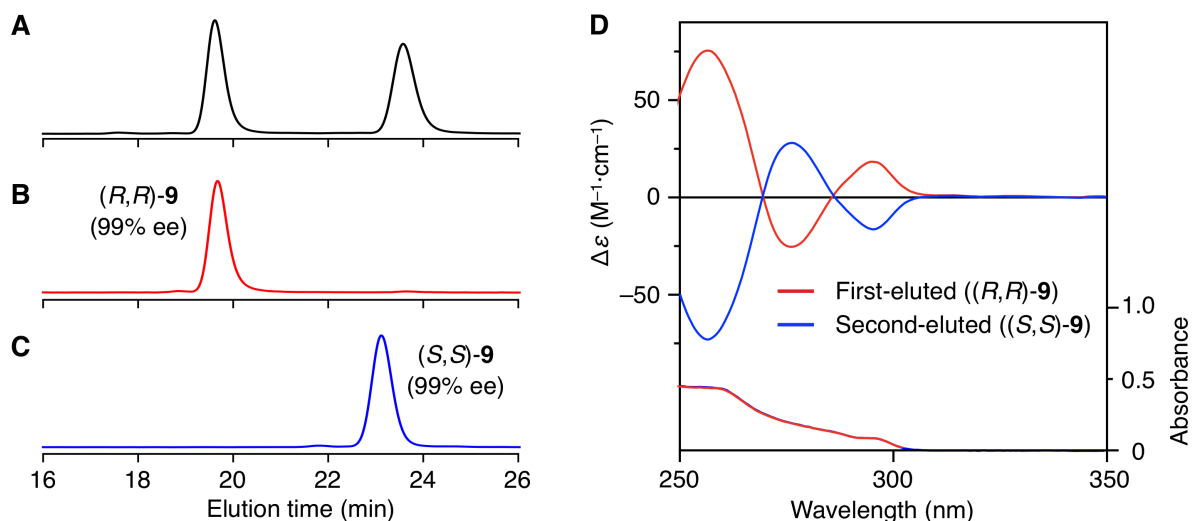 A
B
(R,R)-9
(99% ee)
C
(S,S)-9
(99% ee)
16 18 20 22 24 26
Elution time (min)
D
Δε (M⁻¹·cm⁻¹)
50
0
–50
First-eluted ((R,R)-9)
Second-eluted ((S,S)-9)
1.0
0.5
0
Absorbance
250 300 350
Wavelength (nm)